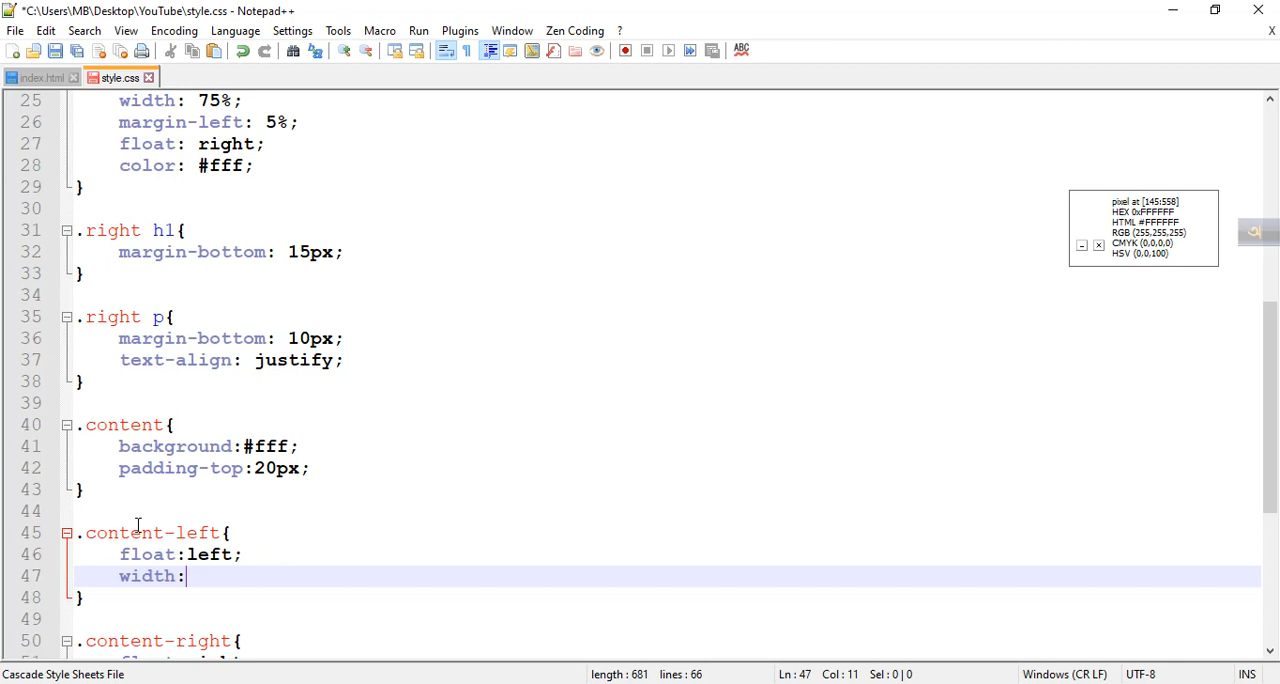 *C:\Users\MB\Desktop\YouTube\style.css - Notepad++
File Edit Search View Encoding Language Settings Tools Macro Run Plugins Window Zen Coding ? X
ABC
index.html style.css
25 width: 75%;
26 margin-left: 5%;
27 float: right;
28 color: #fff;
29 }
30
31 .right h1{
32 margin-bottom: 15px;
33 }
34
35 .right p{
36 margin-bottom: 10px;
37 text-align: justify;
38 }
39
40 .content{
41 background:#fff;
42 padding-top:20px;
43 }
44
45 .content-left{
46 float:left;
47 width:
48 }
49
50 .content-right{
pixel at [145:558]
HEX 0xFFFFFF
HTML #FFFFFF
RGB (255,255,255)
CMYK (0,0,0,0)
HSV (0,0,100)
Cascade Style Sheets File length : 681 lines : 66 Ln : 47 Col : 11 Sel : 0 | 0 Windows (CR LF) UTF-8 INS